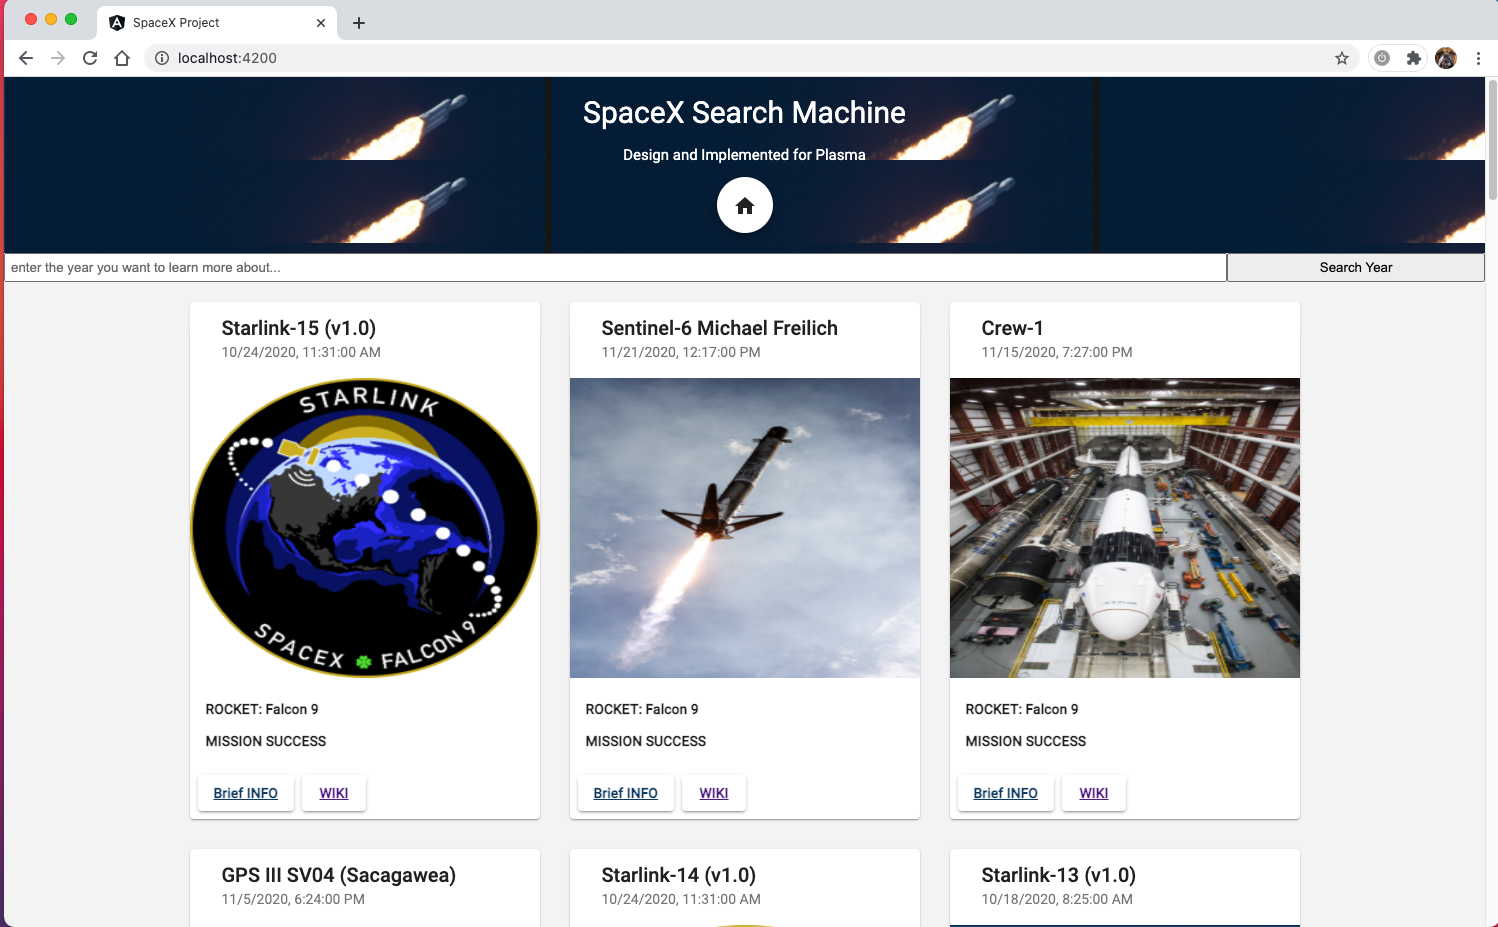 SpaceX Project
localhost:4200
SpaceX Search Machine
Design and Implemented for Plasma
enter the year you want to learn more about...
Search Year
Starlink-15 (v1.0)
10/24/2020, 11:31:00 AM
STARLINK
SPACEX FALCON 9
ROCKET: Falcon 9
MISSION SUCCESS
Brief INFO
WIKI
Sentinel-6 Michael Freilich
11/21/2020, 12:17:00 PM
ROCKET: Falcon 9
MISSION SUCCESS
Brief INFO
WIKI
Crew-1
11/15/2020, 7:27:00 PM
ROCKET: Falcon 9
MISSION SUCCESS
Brief INFO
WIKI
GPS III SV04 (Sacagawea)
11/5/2020, 6:24:00 PM
Starlink-14 (v1.0)
10/24/2020, 11:31:00 AM
Starlink-13 (v1.0)
10/18/2020, 8:25:00 AM